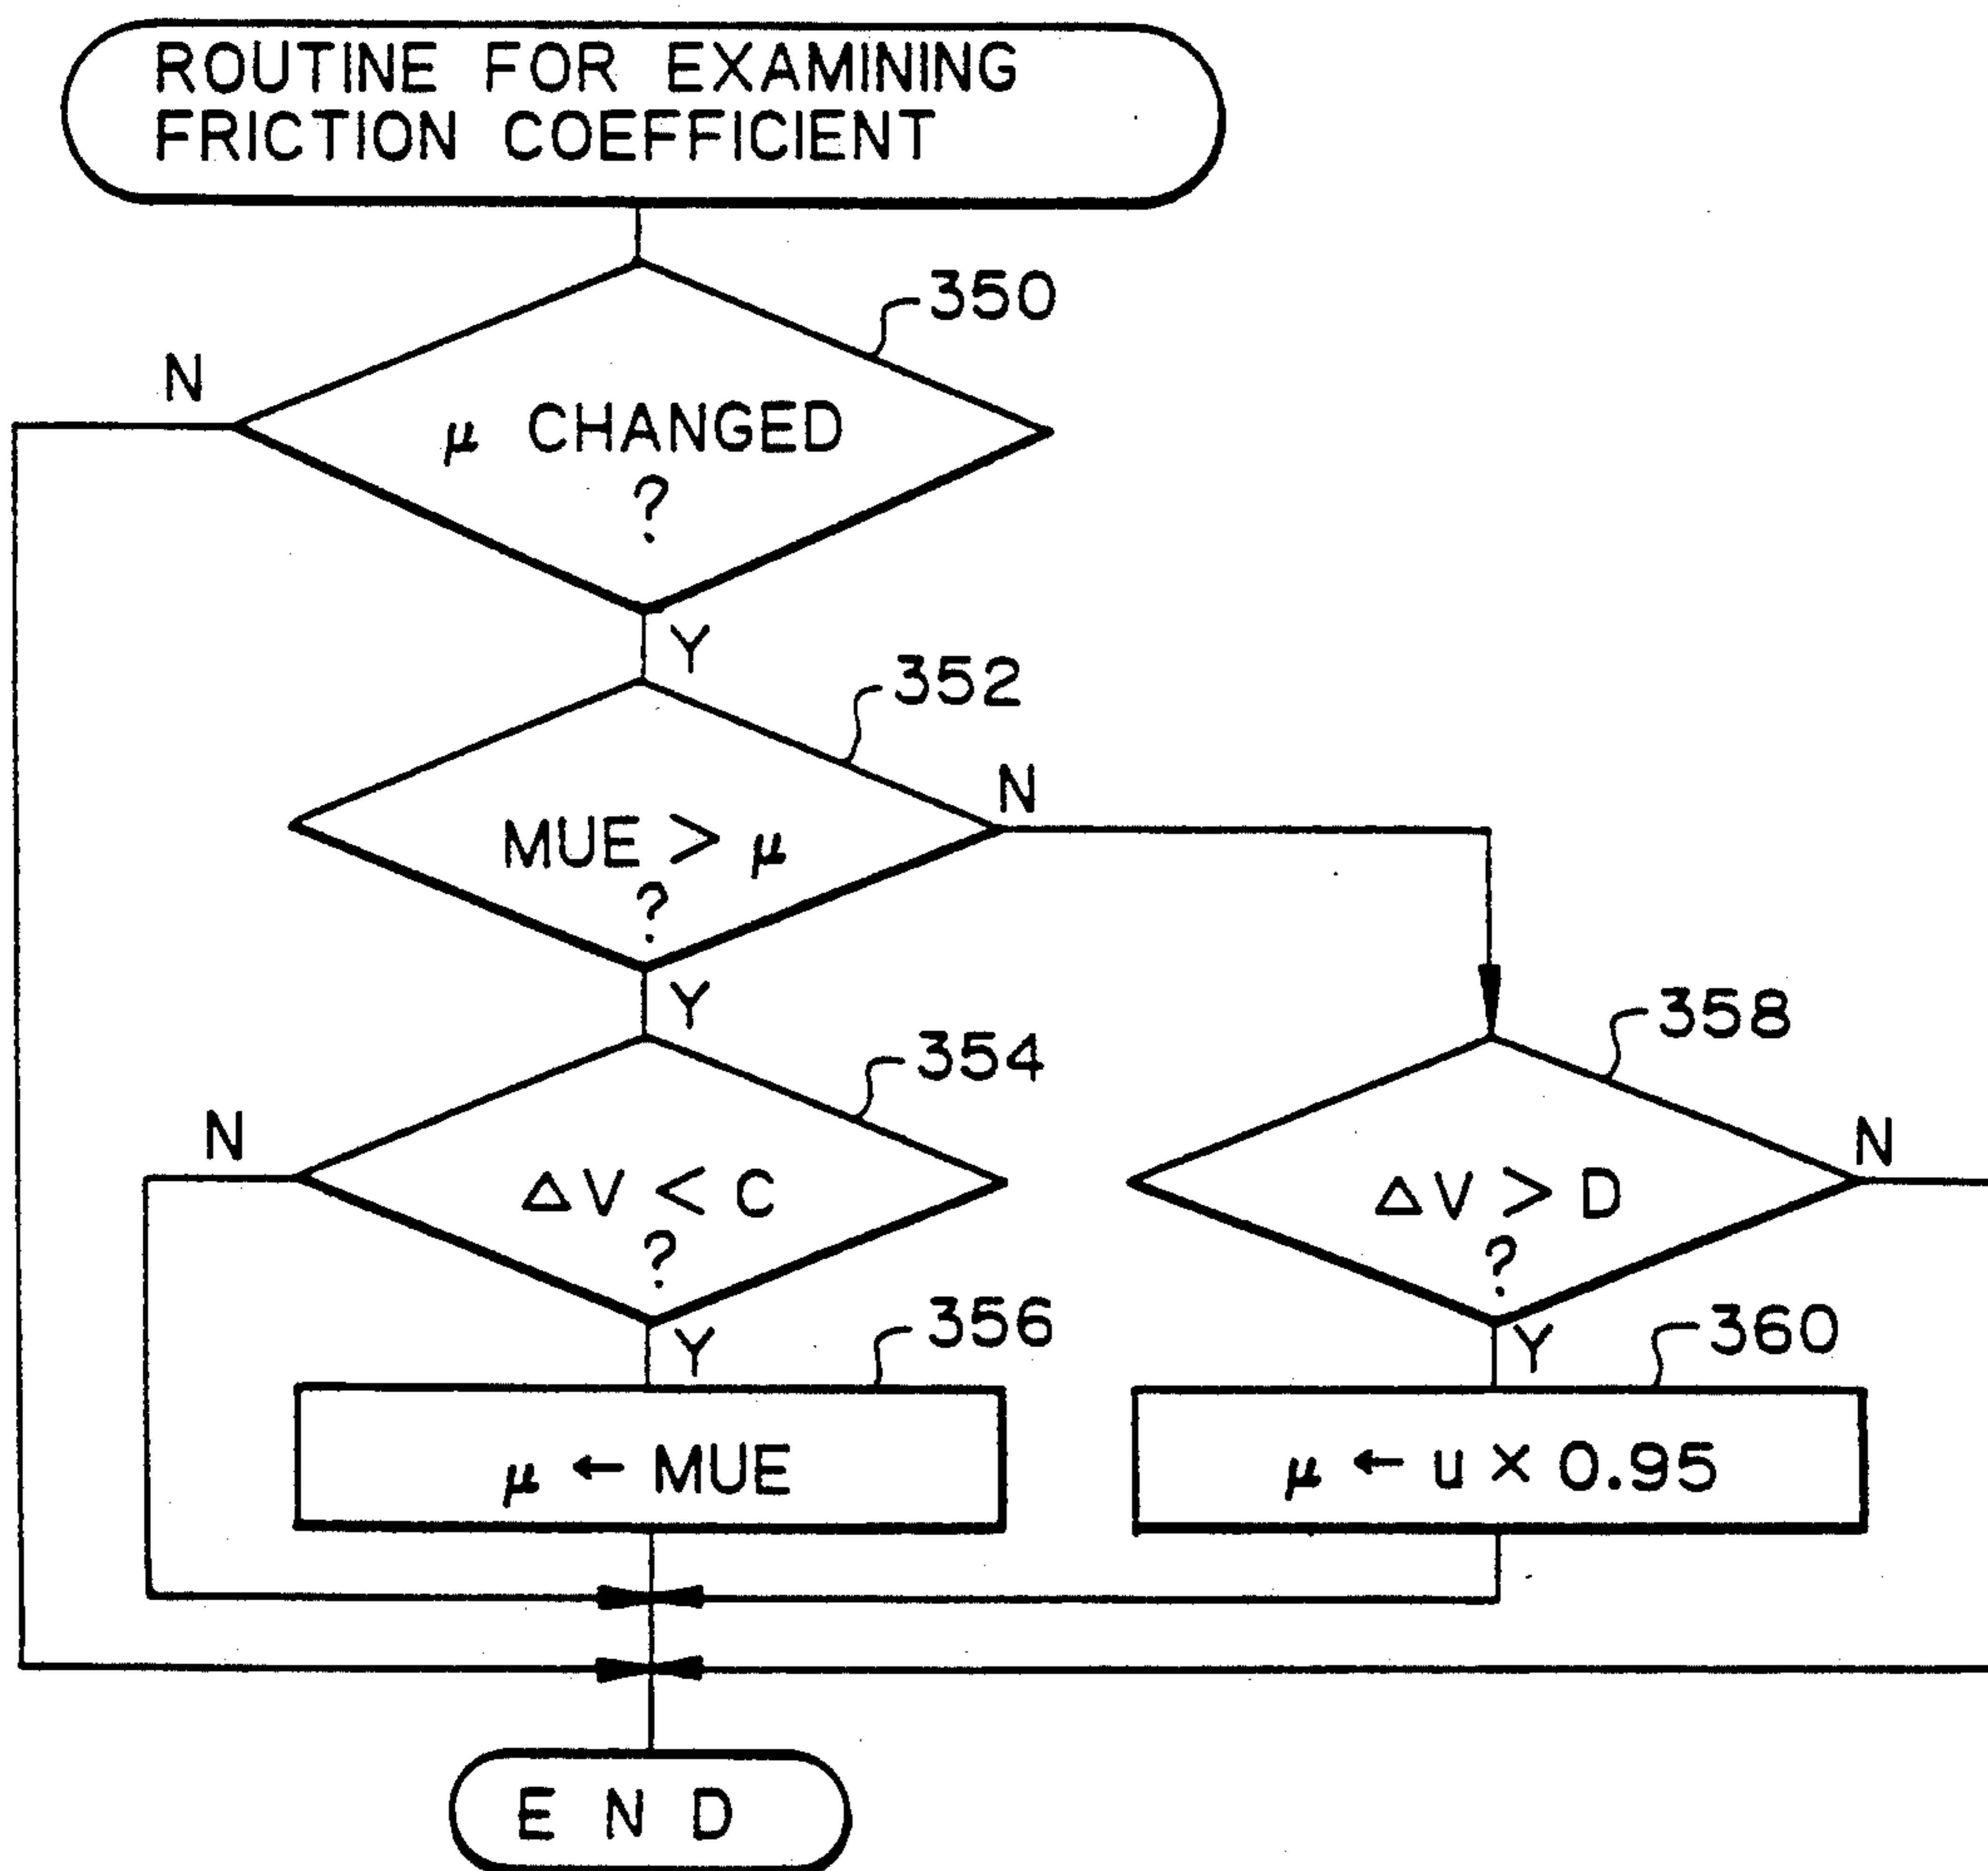 ROUTINE FOR EXAMINING
FRICTION COEFFICIENT
350
N
μ CHANGED
?
Y
352
N
MUE > μ
?
Y
354
358
N
N
ΔV < C
?
ΔV > D
?
Y
356
Y
360
μ ← MUE
μ ← u × 0.95
END